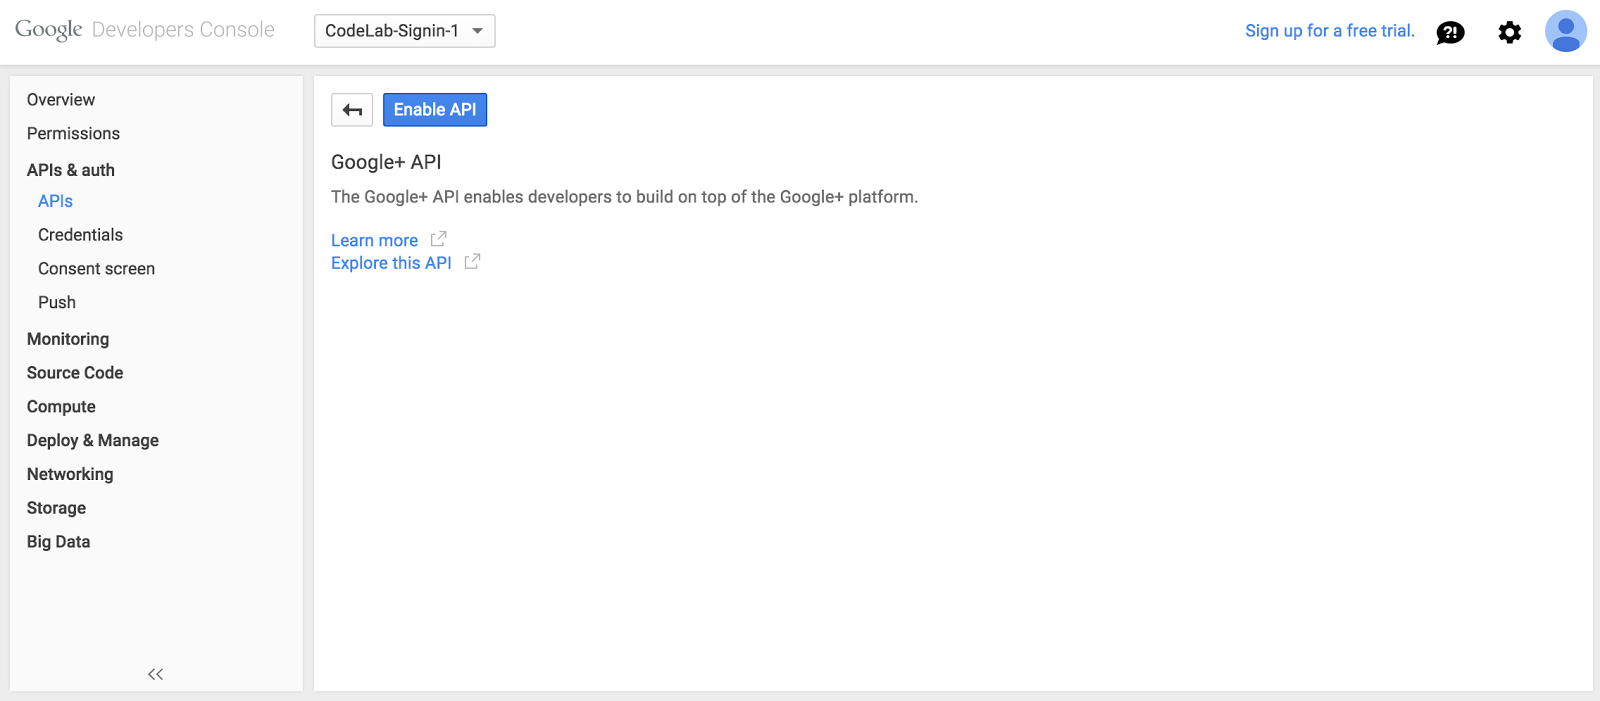 Google Developers Console
CodeLab-Signin-1
Sign up for a free trial.
?!
Overview
Permissions
APIs & auth
APIs
Credentials
Consent screen
Push
Monitoring
Source Code
Compute
Deploy & Manage
Networking
Storage
Big Data
Enable API
Google+ API
The Google+ API enables developers to build on top of the Google+ platform.
Learn more
Explore this API